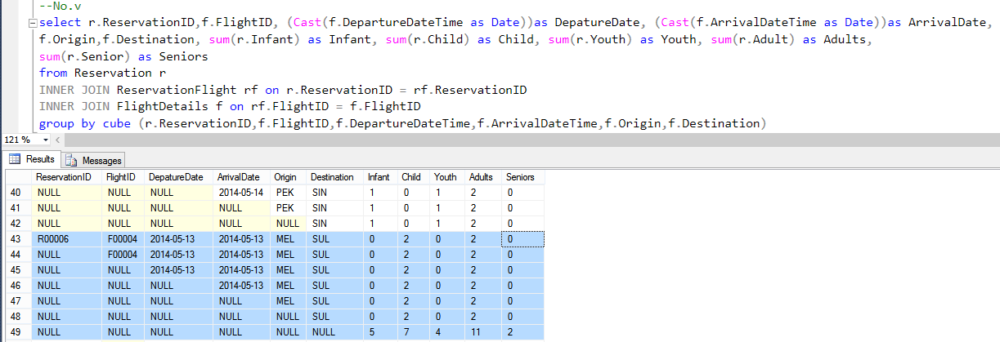 --No.v
select r.ReservationID,f.FlightID, (Cast(f.DepartureDateTime as Date))as DepatureDate, (Cast(f.ArrivalDateTime as Date))as ArrivalDate,
f.Origin,f.Destination, sum(r.Infant) as Infant, sum(r.Child) as Child, sum(r.Youth) as Youth, sum(r.Adult) as Adults,
sum(r.Senior) as Seniors
from Reservation r
INNER JOIN ReservationFlight rf on r.ReservationID = rf.ReservationID
INNER JOIN FlightDetails f on rf.FlightID = f.FlightID
group by cube (r.ReservationID,f.FlightID,f.DepartureDateTime,f.ArrivalDateTime,f.Origin,f.Destination)
121 %
Results Messages
ReservationID FlightID DepatureDate ArrivalDate Origin Destination Infant Child Youth Adults Seniors
40 NULL NULL NULL 2014-05-14 PEK SIN 1 0 1 2 0
41 NULL NULL NULL NULL PEK SIN 1 0 1 2 0
42 NULL NULL NULL NULL NULL SIN 1 0 1 2 0
43 R00006 F00004 2014-05-13 2014-05-13 MEL SUL 0 2 0 2 0
44 NULL F00004 2014-05-13 2014-05-13 MEL SUL 0 2 0 2 0
45 NULL NULL 2014-05-13 2014-05-13 MEL SUL 0 2 0 2 0
46 NULL NULL NULL 2014-05-13 MEL SUL 0 2 0 2 0
47 NULL NULL NULL NULL MEL SUL 0 2 0 2 0
48 NULL NULL NULL NULL NULL SUL 0 2 0 2 0
49 NULL NULL NULL NULL NULL NULL 5 7 4 11 2